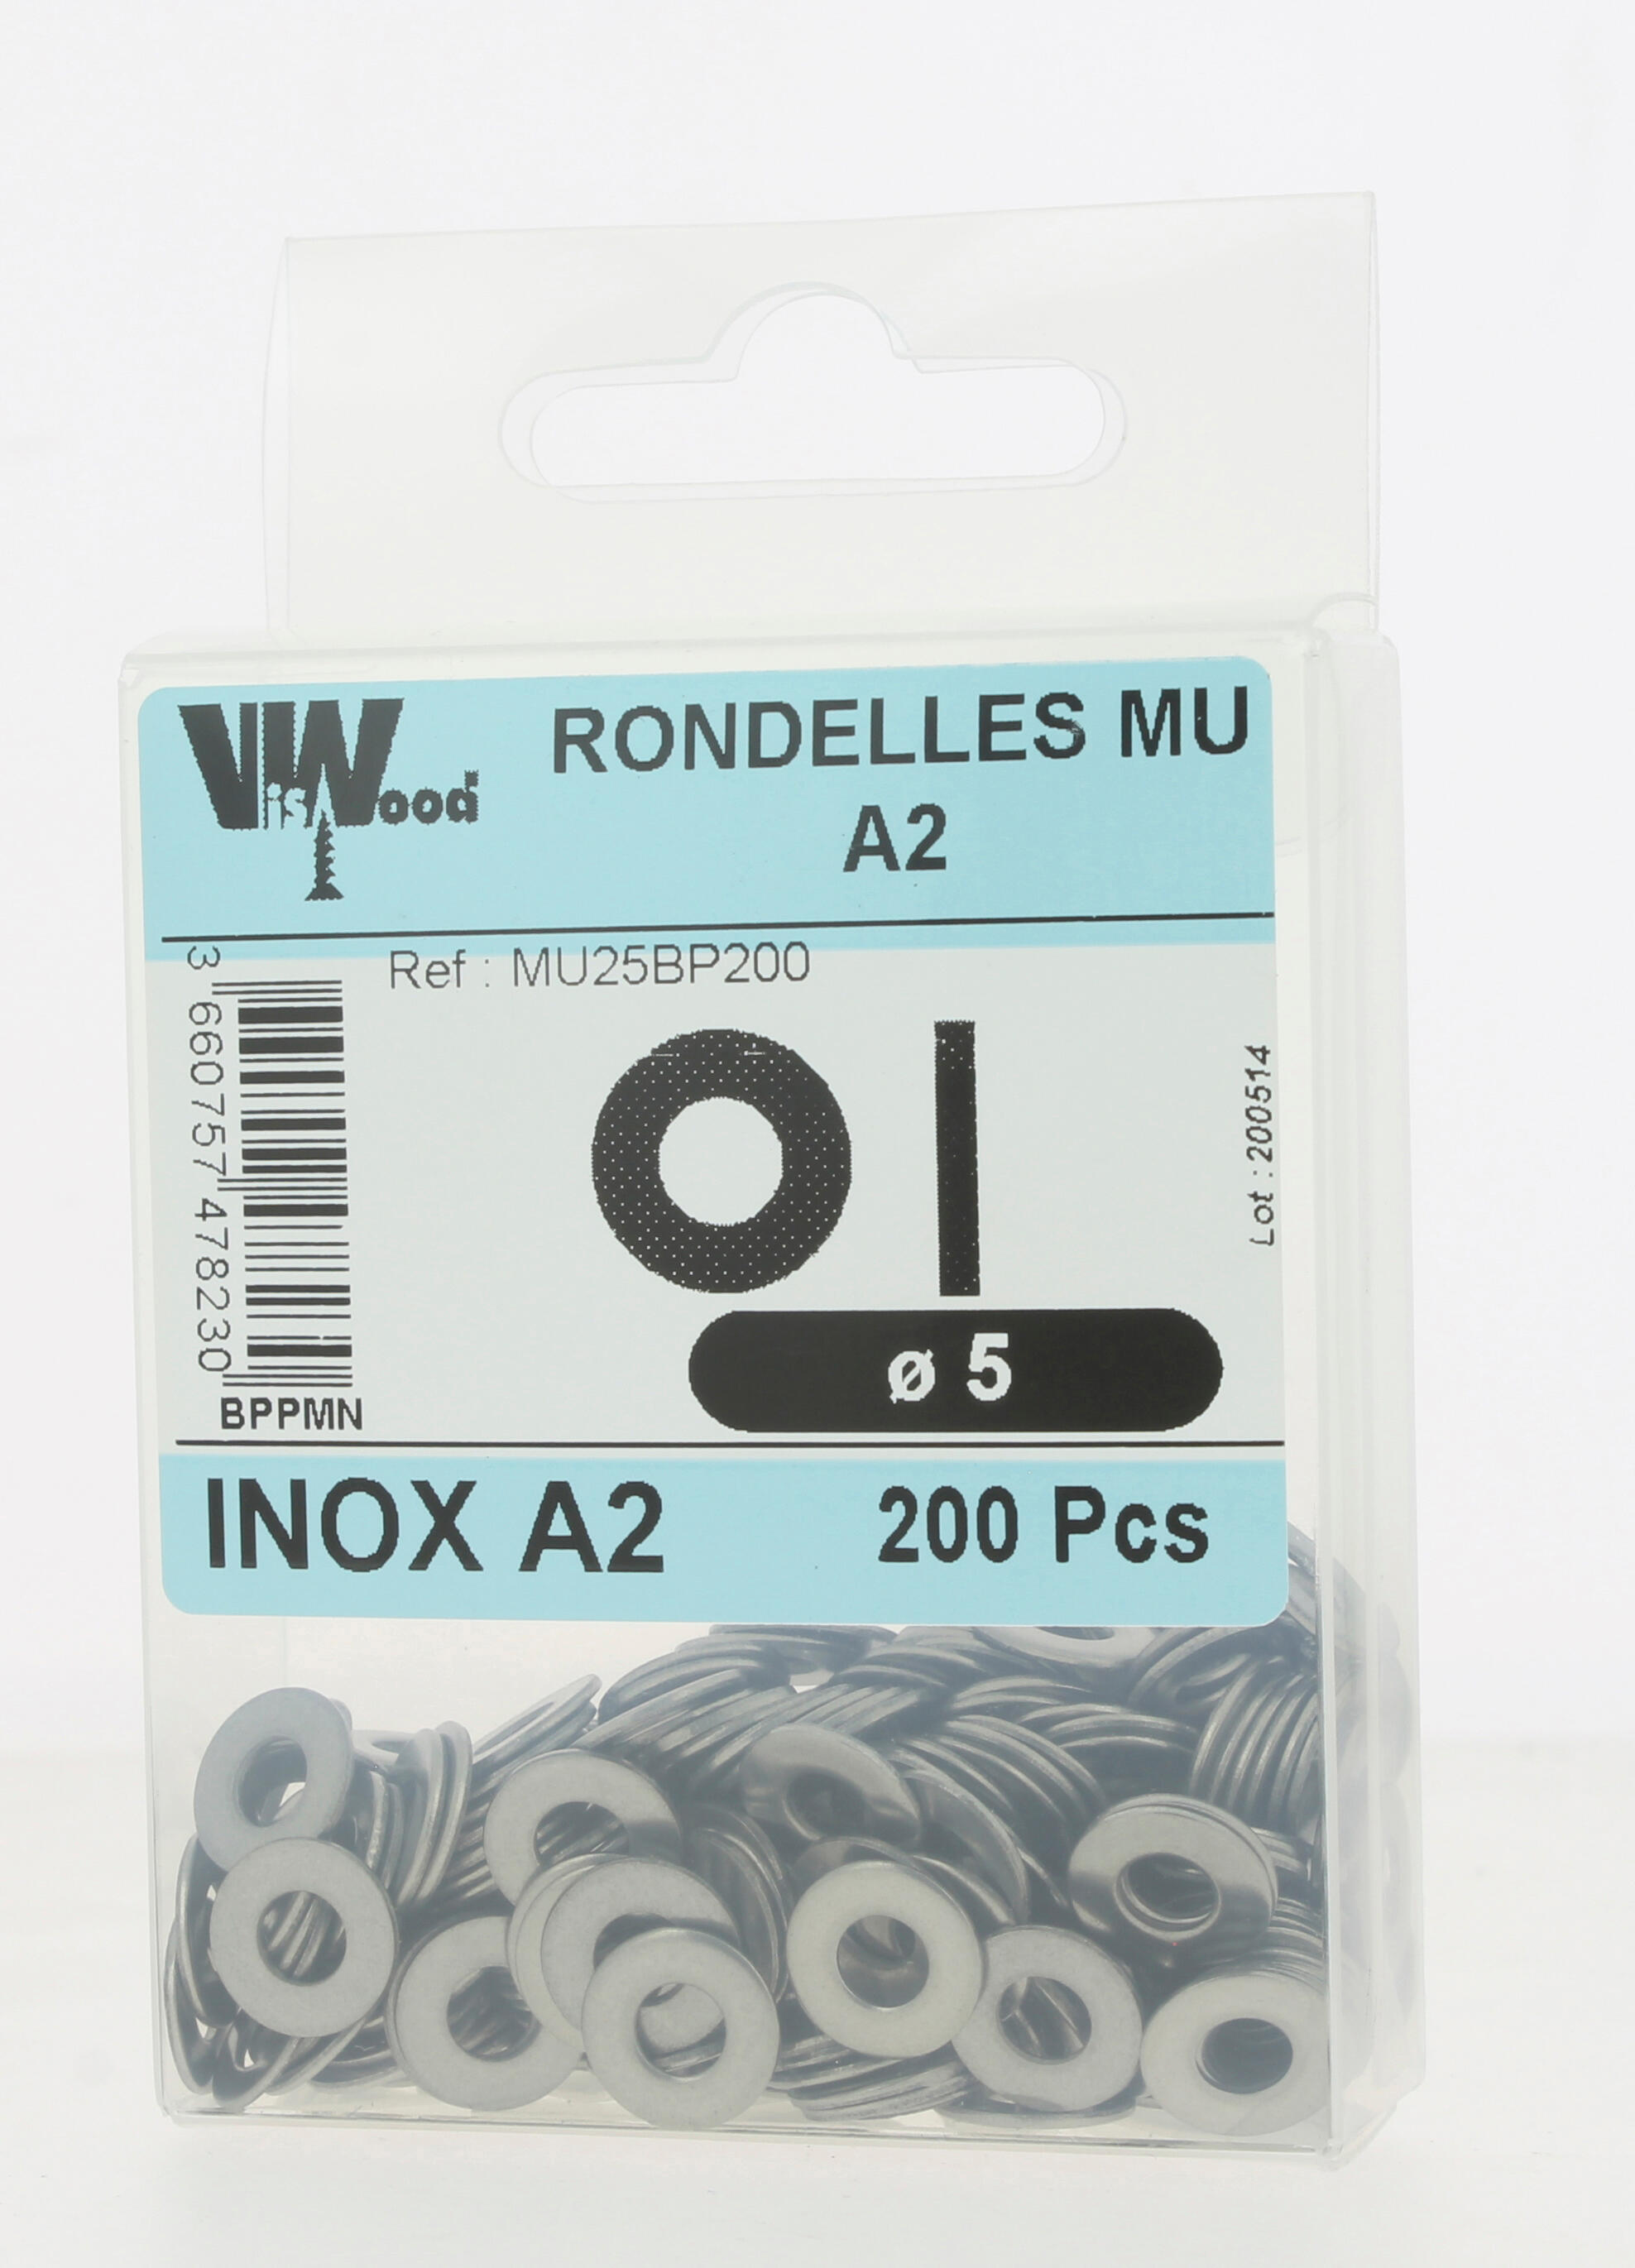 VisWood
RONDELLES MU
A2
Ref : MU25BP200
3 660757 478230
BPPMN
Lot : 200514
ø 5
INOX A2
200 Pcs